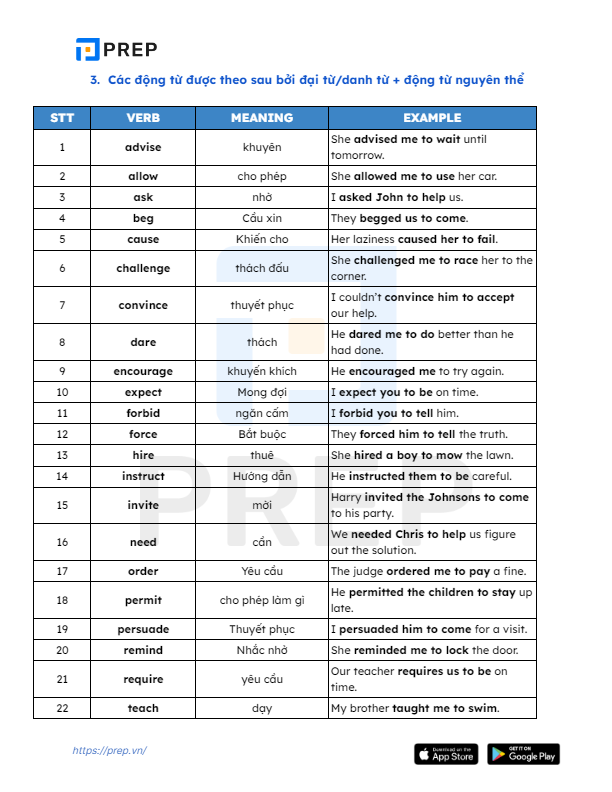 PREP
3. Các động từ được theo sau bởi đại từ/danh từ + động từ nguyên thể
STT VERB MEANING EXAMPLE
1 advise khuyên She advised me to wait until
tomorrow.
2 allow cho phép She allowed me to use her car.
3 ask nhờ I asked John to help us.
4 beg Cầu xin They begged us to come.
5 cause Khiến cho Her laziness caused her to fail.
6 challenge thách đấu She challenged me to race her to the
corner.
7 convince thuyết phục I couldn't convince him to accept
our help.
8 dare thách He dared me to do better than he
had done.
9 encourage khuyến khích He encouraged me to try again.
10 expect Mong đợi I expect you to be on time.
11 forbid ngăn cấm I forbid you to tell him.
12 force Bắt buộc They forced him to tell the truth.
13 hire thuê She hired a boy to mow the lawn.
14 instruct Hướng dẫn He instructed them to be careful.
15 invite mời Harry invited the Johnsons to come
to his party.
16 need cần We needed Chris to help us figure
out the solution.
17 order Yêu cầu The judge ordered me to pay a fine.
18 permit cho phép làm gì He permitted the children to stay up
late.
19 persuade Thuyết phục I persuaded him to come for a visit.
20 remind Nhắc nhở She reminded me to lock the door.
21 require yêu cầu Our teacher requires us to be on
time.
22 teach dạy My brother taught me to swim.
PREP
https://prep.vn/
Download on the
App Store
GET IT ON
Google Play